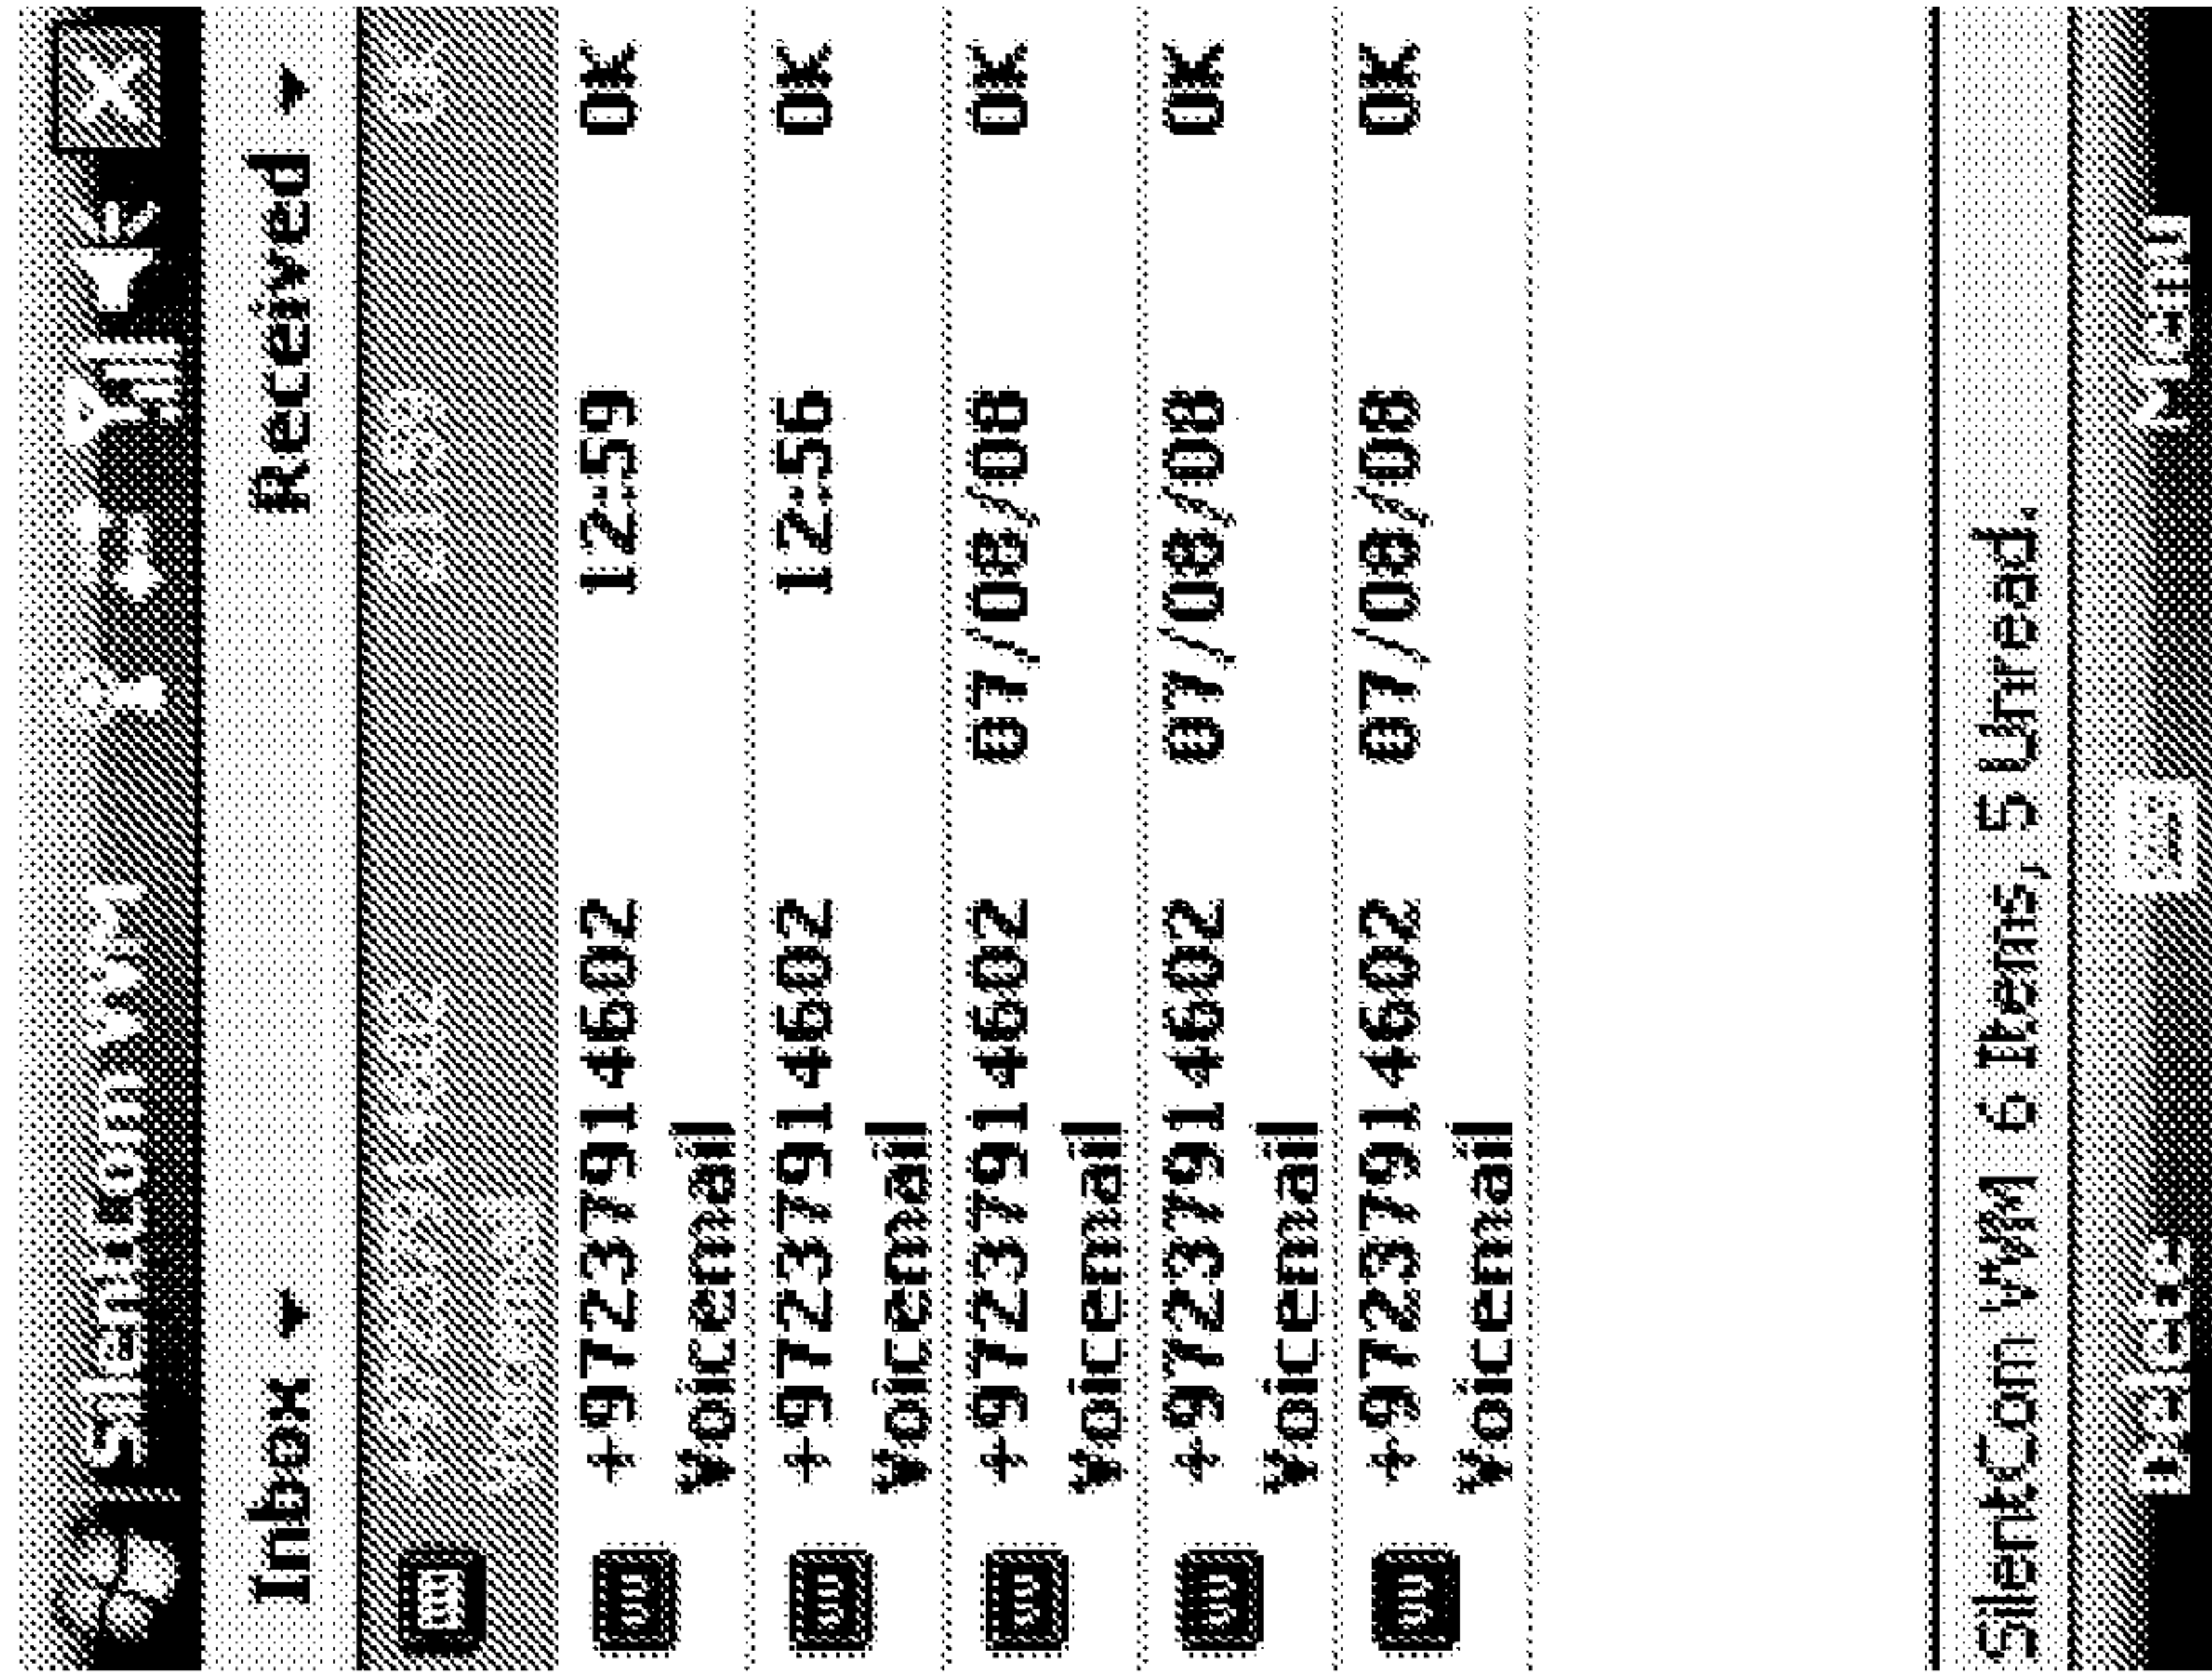 SilentCom VVM
Inbox Received
Voicemail
+97237914602 12:59 0K
Voicemail
+97237914602 12:56 0K
Voicemail
+97237914602 07/08/08 0K
Voicemail
+97237914602 07/08/08 0K
Voicemail
+97237914602 07/08/08 0K
Voicemail
SilentCom VVM 6 Items, 5 Unread.
Delete Menu